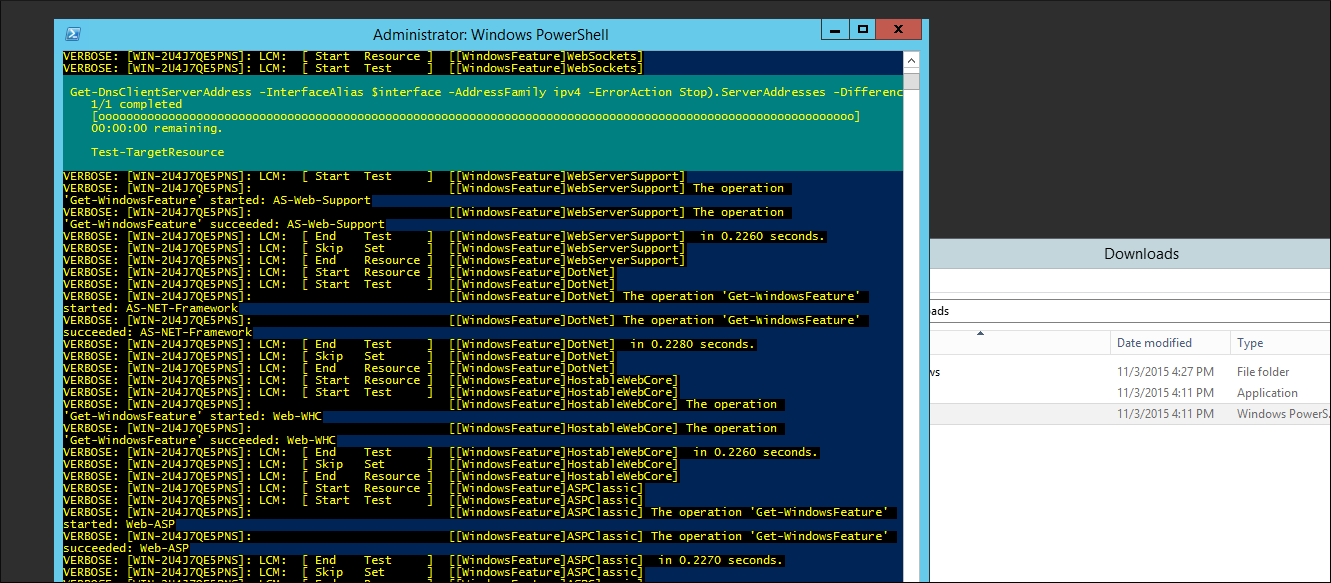 Administrator: Windows PowerShell
VERBOSE: [WIN-2U4J7QE5PNS]: LCM:  [ Start  Resource ]  [[WindowsFeature]WebSockets]
VERBOSE: [WIN-2U4J7QE5PNS]: LCM:  [ Start  Test     ]  [[WindowsFeature]WebSockets]
Get-DnsClientServerAddress -InterfaceAlias $interface -AddressFamily ipv4 -ErrorAction Stop).ServerAddresses -Differenc
1/1 completed
[oooooooooooooooooooooooooooooooooooooooooooooooooooooooooooooooooooooooooooooooooooooooooooooooooooooooooooo]
00:00:00 remaining.
Test-TargetResource
VERBOSE: [WIN-2U4J7QE5PNS]: LCM:  [ Start  Test     ]  [[WindowsFeature]WebServerSupport]
VERBOSE: [WIN-2U4J7QE5PNS]:                            [[WindowsFeature]WebServerSupport] The operation
'Get-WindowsFeature' started: AS-Web-Support
VERBOSE: [WIN-2U4J7QE5PNS]:                            [[WindowsFeature]WebServerSupport] The operation
'Get-WindowsFeature' succeeded: AS-Web-Support
VERBOSE: [WIN-2U4J7QE5PNS]: LCM:  [ End    Test     ]  [[WindowsFeature]WebServerSupport]  in 0.2260 seconds.
VERBOSE: [WIN-2U4J7QE5PNS]: LCM:  [ Skip   Set      ]  [[WindowsFeature]WebServerSupport]
VERBOSE: [WIN-2U4J7QE5PNS]: LCM:  [ End    Resource ]  [[WindowsFeature]WebServerSupport]
VERBOSE: [WIN-2U4J7QE5PNS]: LCM:  [ Start  Resource ]  [[WindowsFeature]DotNet]
VERBOSE: [WIN-2U4J7QE5PNS]: LCM:  [ Start  Test     ]  [[WindowsFeature]DotNet]
VERBOSE: [WIN-2U4J7QE5PNS]:                            [[WindowsFeature]DotNet] The operation 'Get-WindowsFeature'
started: AS-NET-Framework
VERBOSE: [WIN-2U4J7QE5PNS]:                            [[WindowsFeature]DotNet] The operation 'Get-WindowsFeature'
succeeded: AS-NET-Framework
VERBOSE: [WIN-2U4J7QE5PNS]: LCM:  [ End    Test     ]  [[WindowsFeature]DotNet]  in 0.2280 seconds.
VERBOSE: [WIN-2U4J7QE5PNS]: LCM:  [ Skip   Set      ]  [[WindowsFeature]DotNet]
VERBOSE: [WIN-2U4J7QE5PNS]: LCM:  [ End    Resource ]  [[WindowsFeature]DotNet]
VERBOSE: [WIN-2U4J7QE5PNS]: LCM:  [ Start  Resource ]  [[WindowsFeature]HostableWebCore]
VERBOSE: [WIN-2U4J7QE5PNS]: LCM:  [ Start  Test     ]  [[WindowsFeature]HostableWebCore]
VERBOSE: [WIN-2U4J7QE5PNS]:                            [[WindowsFeature]HostableWebCore] The operation
'Get-WindowsFeature' started: Web-WHC
VERBOSE: [WIN-2U4J7QE5PNS]:                            [[WindowsFeature]HostableWebCore] The operation
'Get-WindowsFeature' succeeded: Web-WHC
VERBOSE: [WIN-2U4J7QE5PNS]: LCM:  [ End    Test     ]  [[WindowsFeature]HostableWebCore]  in 0.2260 seconds.
VERBOSE: [WIN-2U4J7QE5PNS]: LCM:  [ Skip   Set      ]  [[WindowsFeature]HostableWebCore]
VERBOSE: [WIN-2U4J7QE5PNS]: LCM:  [ End    Resource ]  [[WindowsFeature]HostableWebCore]
VERBOSE: [WIN-2U4J7QE5PNS]: LCM:  [ Start  Resource ]  [[WindowsFeature]ASPClassic]
VERBOSE: [WIN-2U4J7QE5PNS]: LCM:  [ Start  Test     ]  [[WindowsFeature]ASPClassic]
VERBOSE: [WIN-2U4J7QE5PNS]:                            [[WindowsFeature]ASPClassic] The operation 'Get-WindowsFeature'
started: Web-ASP
VERBOSE: [WIN-2U4J7QE5PNS]:                            [[WindowsFeature]ASPClassic] The operation 'Get-WindowsFeature'
succeeded: Web-ASP
VERBOSE: [WIN-2U4J7QE5PNS]: LCM:  [ End    Test     ]  [[WindowsFeature]ASPClassic]  in 0.2270 seconds.
VERBOSE: [WIN-2U4J7QE5PNS]: LCM:  [ Skip   Set      ]  [[WindowsFeature]ASPClassic]
Downloads
oads
Date modified Type
ws 11/3/2015 4:27 PM File folder
11/3/2015 4:11 PM Application
11/3/2015 4:11 PM Windows PowerS